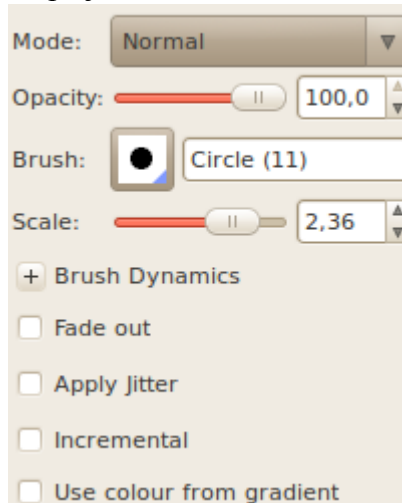 Mode: Normal
Opacity: 100,0
Brush: Circle (11)
Scale: 2,36
+ Brush Dynamics
Fade out
Apply Jitter
Incremental
Use colour from gradient